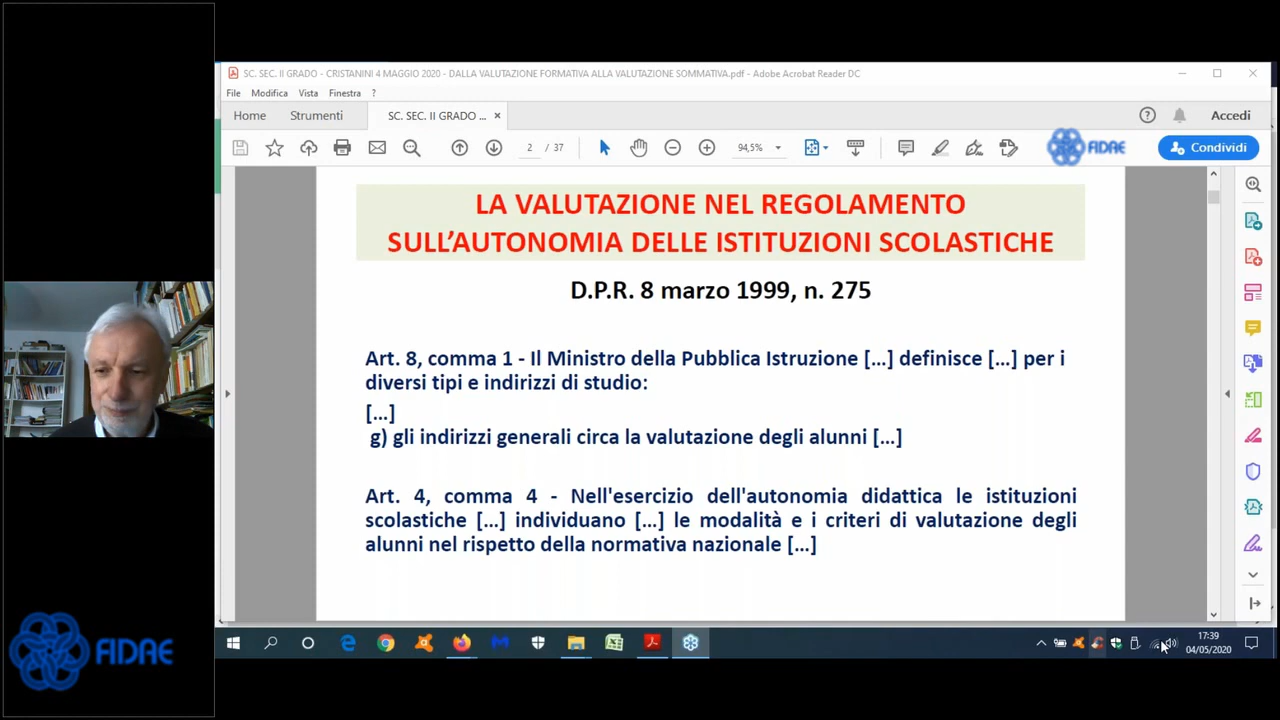 SC. SEC. II GRADO - CRISTANINI 4 MAGGIO 2020 - DALLA VALUTAZIONE FORMATIVA ALLA VALUTAZIONE SOMMATIVA.pdf - Adobe Acrobat Reader DC
File Modifica Vista Finestra ?
Home Strumenti SC. SEC. II GRADO ... × Accedi
2 / 37 94,5% FIDAE Condividi
LA VALUTAZIONE NEL REGOLAMENTO
SULL'AUTONOMIA DELLE ISTITUZIONI SCOLASTICHE
D.P.R. 8 marzo 1999, n. 275
Art. 8, comma 1 - Il Ministro della Pubblica Istruzione [...] definisce [...] per i
diversi tipi e indirizzi di studio:
[...]
g) gli indirizzi generali circa la valutazione degli alunni [...]
Art. 4, comma 4 - Nell'esercizio dell'autonomia didattica le istituzioni
scolastiche [...] individuano [...] le modalità e i criteri di valutazione degli
alunni nel rispetto della normativa nazionale [...]
FIDAE
17:39
04/05/2020